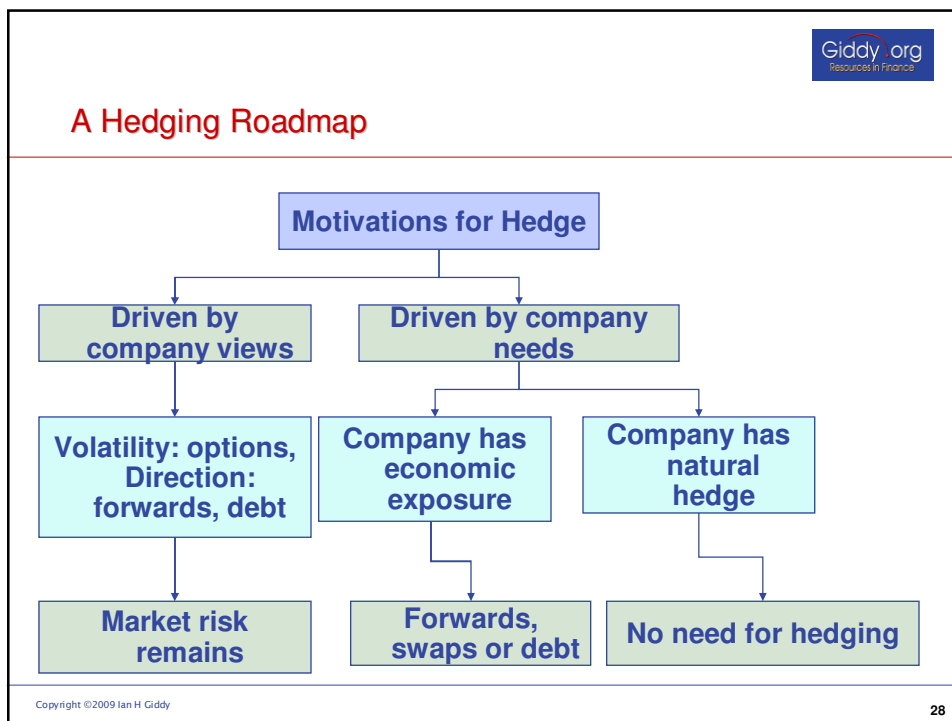 Giddy.org
Resources in Finance
A Hedging Roadmap
Motivations for Hedge
Driven by
company views
Driven by company
needs
Volatility: options,
Direction:
forwards, debt
Company has
economic
exposure
Company has
natural
hedge
Market risk
remains
Forwards,
swaps or debt
No need for hedging
Copyright ©2009 Ian H Giddy
28